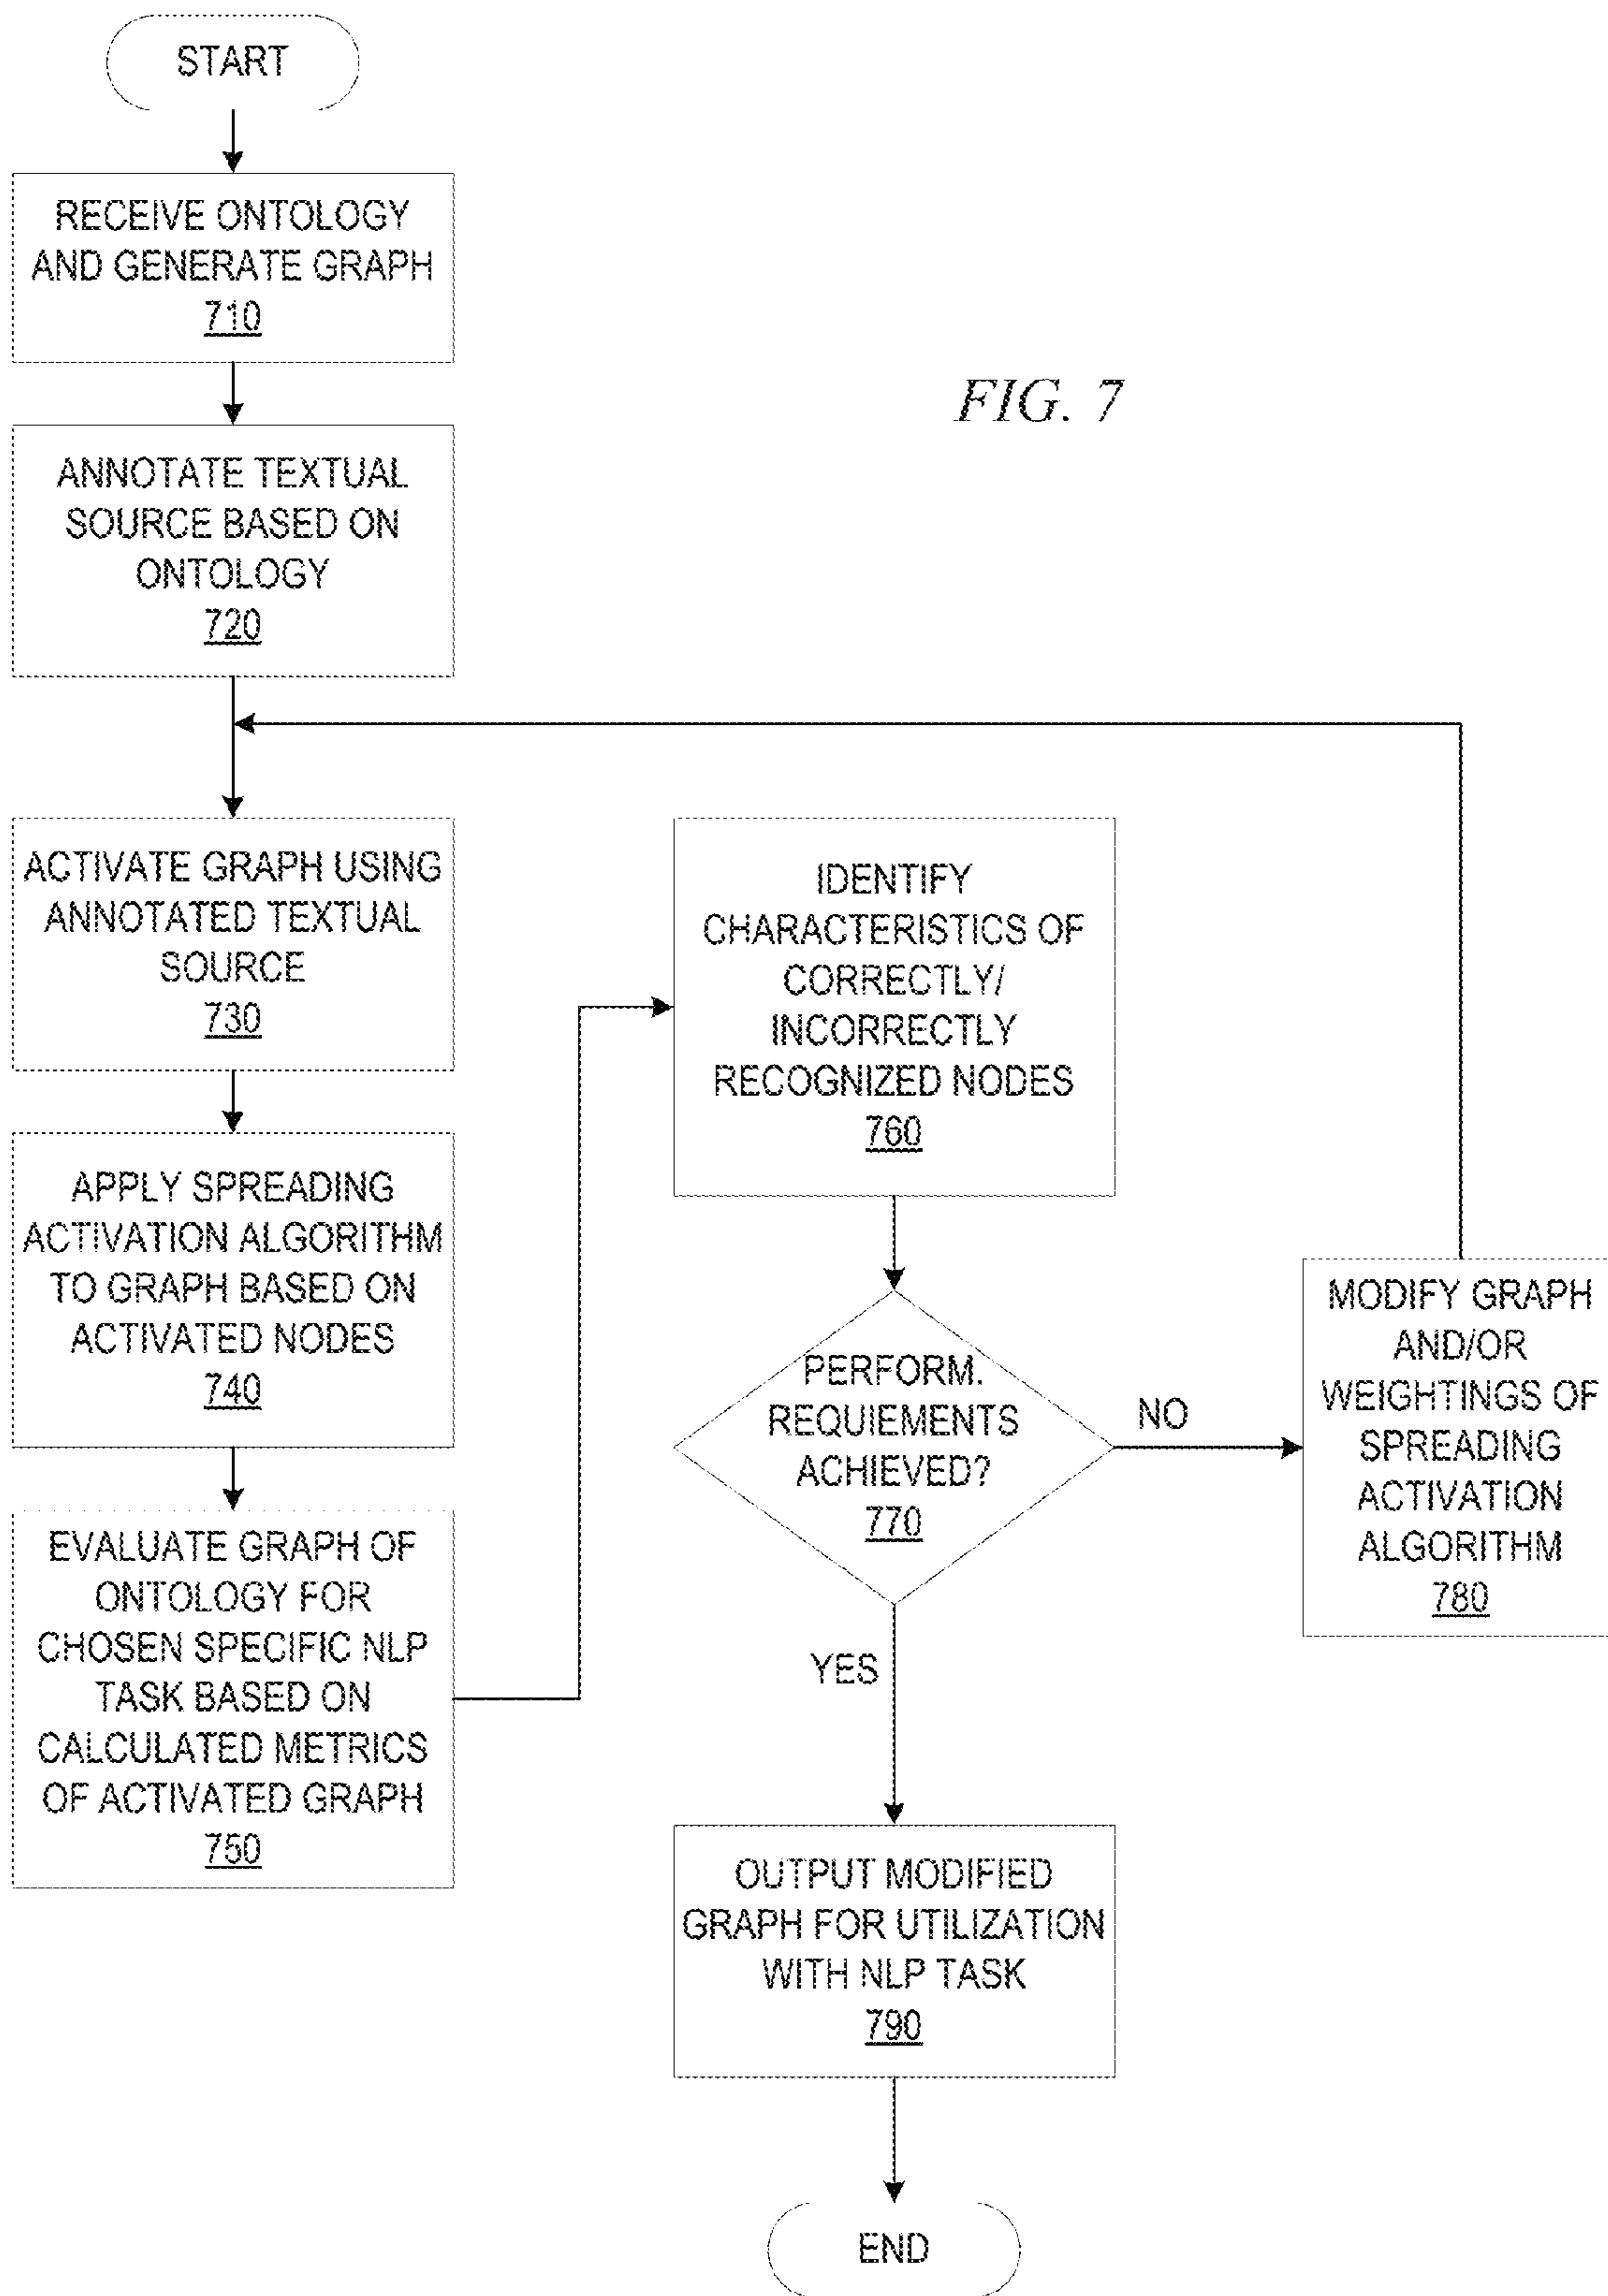 START
RECEIVE ONTOLOGY
AND GENERATE GRAPH
710
FIG. 7
ANNOTATE TEXTUAL
SOURCE BASED ON
ONTOLOGY
720
ACTIVATE GRAPH USING
ANNOTATED TEXTUAL
SOURCE
730
APPLY SPREADING
ACTIVATION ALGORITHM
TO GRAPH BASED ON
ACTIVATED NODES
740
EVALUATE GRAPH OF
ONTOLOGY FOR
CHOSEN SPECIFIC NLP
TASK BASED ON
CALCULATED METRICS
OF ACTIVATED GRAPH
750
IDENTIFY
CHARACTERISTICS OF
CORRECTLY/
INCORRECTLY
RECOGNIZED NODES
760
PERFORM.
REQUIEMENTS
ACHIEVED?
770
NO
MODIFY GRAPH
AND/OR
WEIGHTINGS OF
SPREADING
ACTIVATION
ALGORITHM
780
YES
OUTPUT MODIFIED
GRAPH FOR UTILIZATION
WITH NLP TASK
790
END